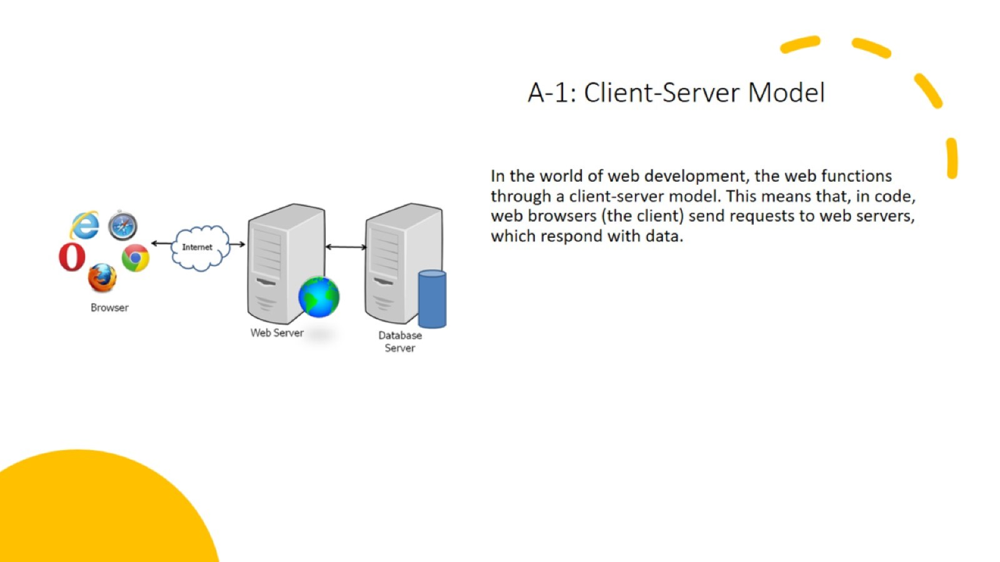 A-1: Client-Server Model
In the world of web development, the web functions
through a client-server model. This means that, in code,
web browsers (the client) send requests to web servers,
which respond with data.
Internet
Browser
Web Server
Database
Server